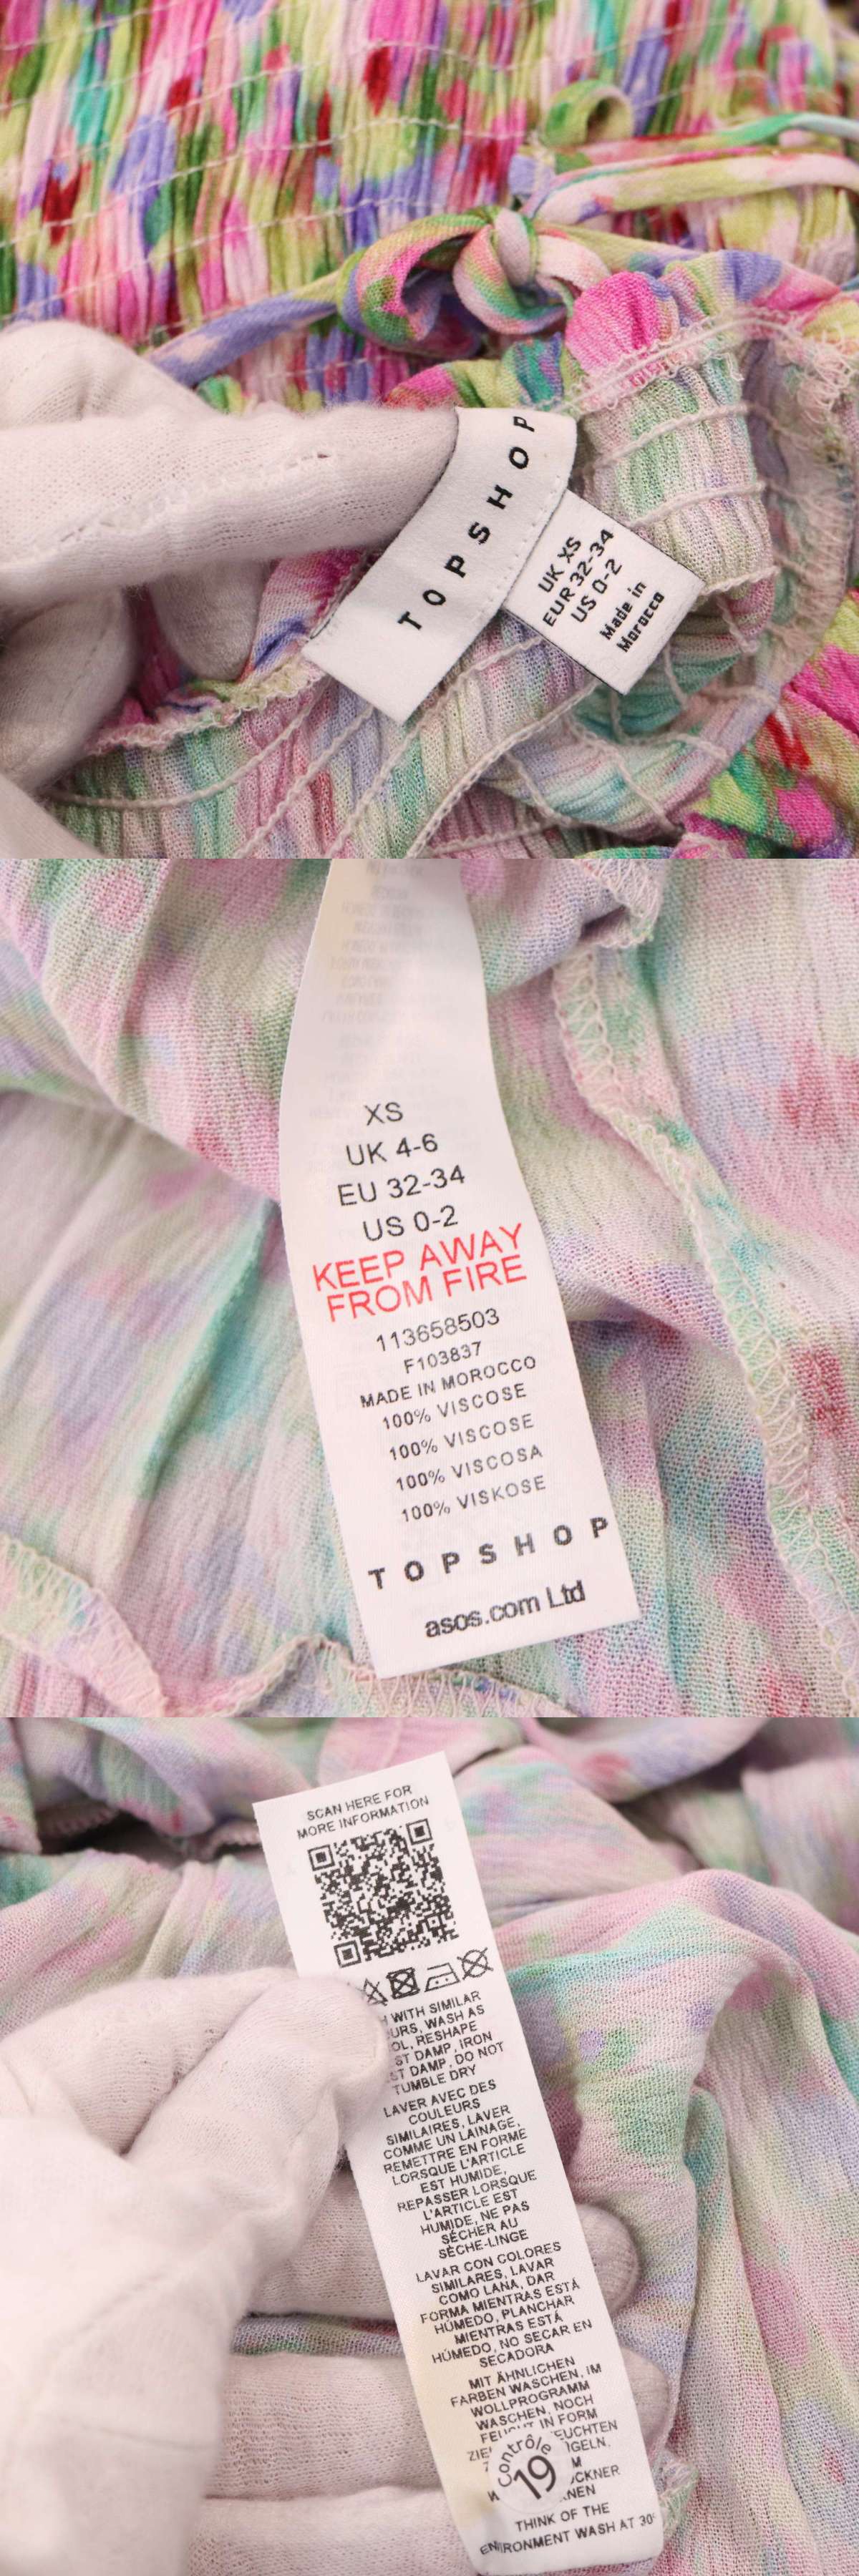 TOPSHOP
UK XS
EUR 32-34
US 0-2
Made in
Morocco
XS
UK 4-6
EU 32-34
US 0-2
KEEP AWAY
FROM FIRE
113658503
F103837
MADE IN MOROCCO
100% VISCOSE
100% VISCOSE
100% VISCOSA
100% VISKOSE
TOPSHOP
asos.com Ltd
SCAN HERE FOR
MORE INFORMATION
WITH SIMILAR
URS, WASH AS
OL, RESHAPE
ST DAMP, IRON
ST DAMP, DO NOT
TUMBLE DRY
LAVER AVEC DES
COULEURS
SIMILAIRES, LAVER
COMME UN LAINAGE,
REMETTRE EN FORME
LORSQUE L'ARTICLE
EST HUMIDE,
REPASSER LORSQUE
L'ARTICLE EST
HUMIDE, NE PAS
SÉCHER AU
SÈCHE-LINGE
LAVAR CON COLORES
SIMILARES, LAVAR
COMO LANA, DAR
FORMA MIENTRAS ESTÁ
HÚMEDO, PLANCHAR
MIENTRAS ESTÁ
HÚMEDO, NO SECAR EN
SECADORA
MIT ÄHNLICHEN
FARBEN WASCHEN, IM
WOLLPROGRAMM
WASCHEN, NOCH
IN FORM
EUCHTEN
IGELN,
CKNER
NEN
Contrôle
19
THINK OF THE
ENVIRONMENT WASH AT 30°